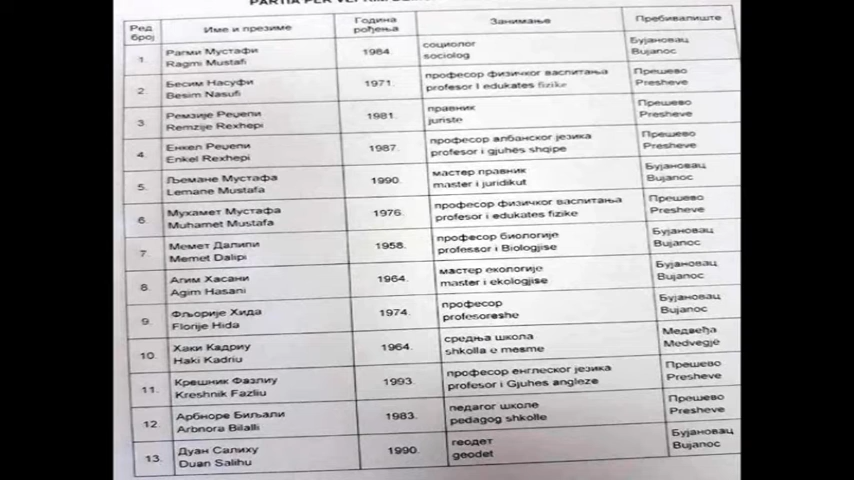 PARTIA PER VEPRIM
Ред број
Име и презиме
Година рођења
Занимање
Пребивалиште
1. Рагми Мустафи 1984. социолог Бујановац
Ragmi Mustafi sociolog Bujanoc
2. Бесим Насуфи 1971. професор физичког васпитања Прешево
Besim Nasufi profesor I edukates fizike Presheve
3. Ремзије Реџепи 1981. правник Прешево
Remzije Rexhepi juriste Presheve
4. Енкел Реџепи 1987. професор албанског језика Прешево
Enkel Rexhepi profesor i gjuhes shqipe Presheve
5. Љемане Мустафа 1990. мастер правник Бујановац
Lemane Mustafa master i juridikut Bujanoc
6. Мухамет Мустафа 1976. професор физичког васпитања Прешево
Muhamet Mustafa profesor i edukates fizike Presheve
7. Мемет Далипи 1958. професор биологије Бујановац
Memet Dalipi professor i Biologjise Bujanoc
8. Агим Хасани 1964. мастер екологије Бујановац
Agim Hasani master i ekologjise Bujanoc
9. Фљорије Хида 1974. професор Бујановац
Florije Hida profesoreshe Bujanoc
10. Хаки Кадриу 1964. средња школа Медвеђа
Haki Kadriu shkolla e mesme Medvegje
11. Крешник Фазлиу 1993. професор енглеског језика Прешево
Kreshnik Fazliu profesor i Gjuhes angleze Presheve
12 Арбноре Биљали 1983. педагог школе Прешево
Arbnora Bilalli pedagog shkolle Presheve
13. Дуан Салиху 1990. геодет Бујановац
Duan Salihu geodet Bujanoc